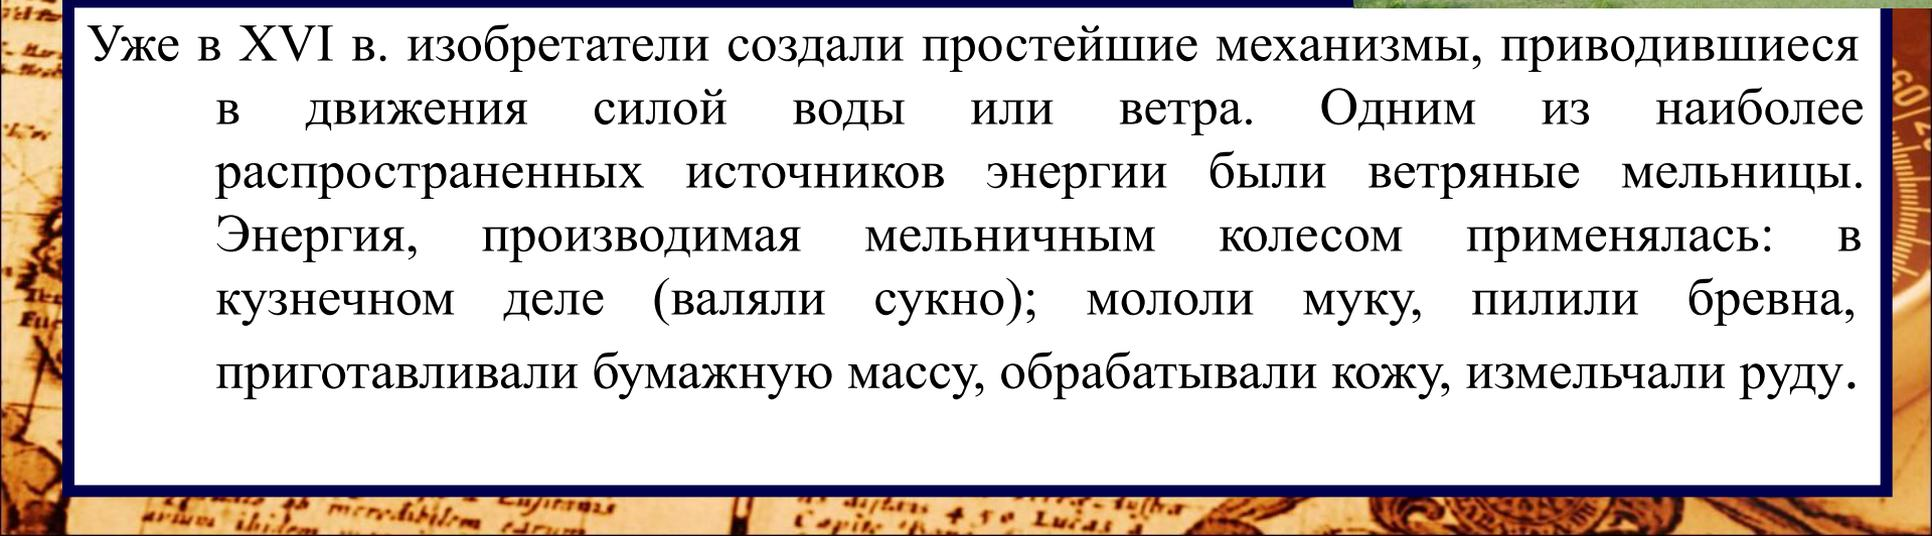 Уже в XVI в. изобретатели создали простейшие механизмы, приводившиеся
в движения силой воды или ветра. Одним из наиболее
распространенных источников энергии были ветряные мельницы.
Энергия, производимая мельничным колесом применялась: в
кузнечном деле (валяли сукно); мололи муку, пилили бревна,
приготавливали бумажную массу, обрабатывали кожу, измельчали руду.